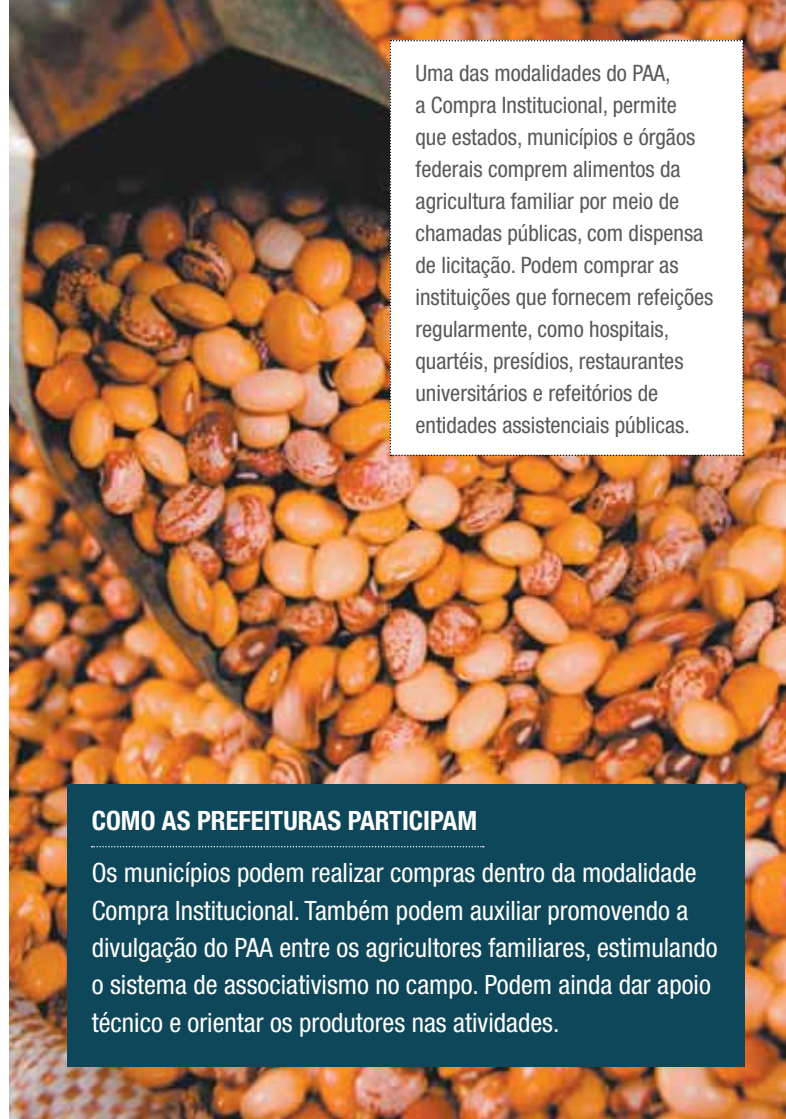 Uma das modalidades do PAA,
a Compra Institucional, permite
que estados, municípios e órgãos
federais comprem alimentos da
agricultura familiar por meio de
chamadas públicas, com dispensa
de licitação. Podem comprar as
instituições que fornecem refeições
regularmente, como hospitais,
quartéis, presídios, restaurantes
universitários e refeitórios de
entidades assistenciais públicas.
COMO AS PREFEITURAS PARTICIPAM
Os municípios podem realizar compras dentro da modalidade
Compra Institucional. Também podem auxiliar promovendo a
divulgação do PAA entre os agricultores familiares, estimulando
o sistema de associativismo no campo. Podem ainda dar apoio
técnico e orientar os produtores nas atividades.